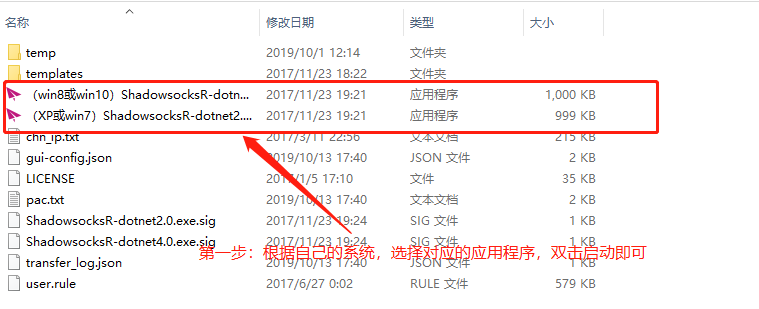 名称 修改日期 类型 大小
temp 2019/10/1 12:14 文件夹
templates 2017/11/23 18:22 文件夹
（win8或win10）ShadowsocksR-dotn... 2017/11/23 19:21 应用程序 1,000 KB
（XP或win7）ShadowsocksR-dotnet2.... 2017/11/23 19:21 应用程序 999 KB
chn_ip.txt 2017/3/11 22:56 文本文档 215 KB
gui-config.json 2019/10/13 17:40 JSON 文件 2 KB
LICENSE 2017/1/5 17:10 文件 35 KB
pac.txt 2019/10/13 17:40 文本文档 2 KB
ShadowsocksR-dotnet2.0.exe.sig 2017/11/23 19:24 SIG 文件 1 KB
ShadowsocksR-dotnet4.0.exe.sig 2017/11/23 19:24 SIG 文件 1 KB
第一步：根据自己的系统，选择对应的应用程序，双击启动即可
transfer_log.json 2019/10/13 17:40 JSON 文件 1 KB
user.rule 2017/6/27 0:02 RULE 文件 579 KB